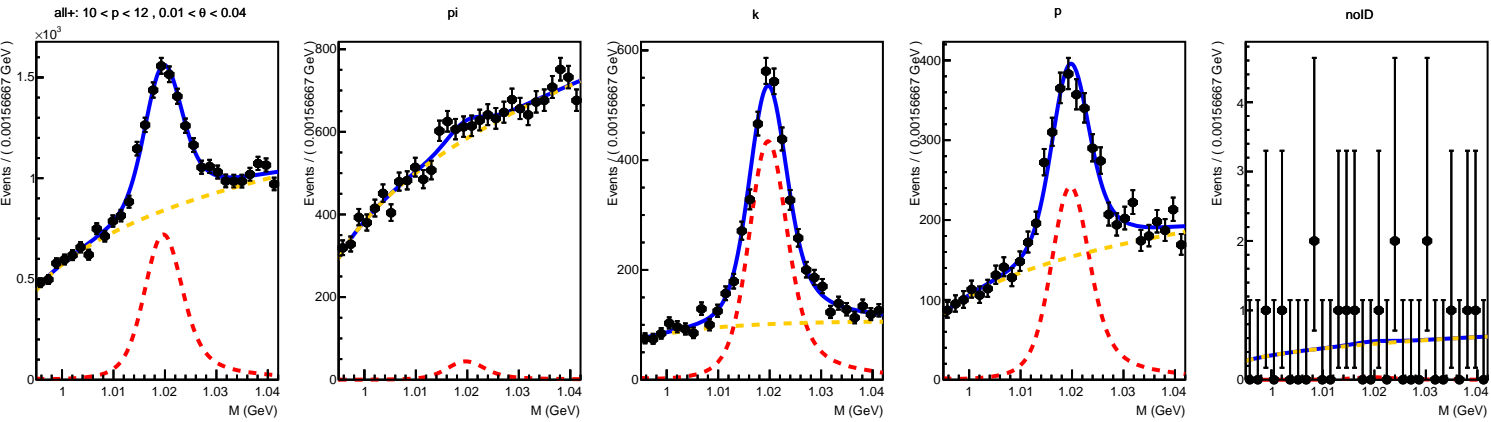 all+: 10 < p < 12 , 0.01 < θ < 0.04
×10³
Events / ( 0.00156667 GeV )
1.5
1
0.5
0
1 1.01 1.02 1.03 1.04
M (GeV)
pi
Events / ( 0.00156667 GeV )
800
600
400
200
0
1 1.01 1.02 1.03 1.04
M (GeV)
k
Events / ( 0.00156667 GeV )
600
400
200
0
1 1.01 1.02 1.03 1.04
M (GeV)
p
Events / ( 0.00156667 GeV )
400
300
200
100
0
1 1.01 1.02 1.03 1.04
M (GeV)
noID
Events / ( 0.00156667 GeV )
4
3
2
1
0
1 1.01 1.02 1.03 1.04
M (GeV)